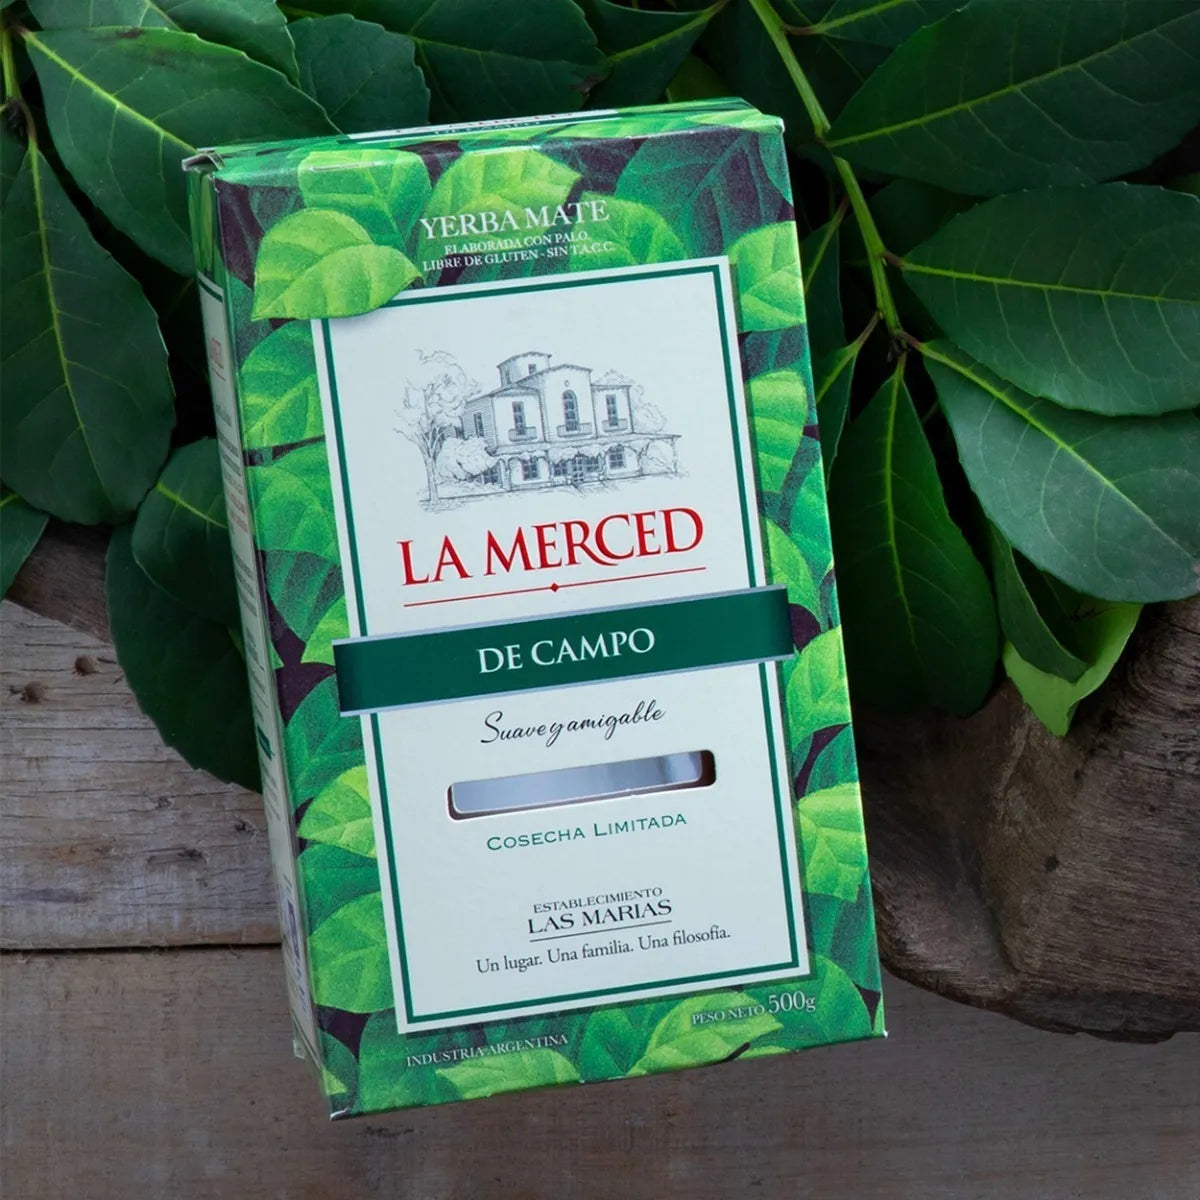 YERBA MATE
ELABORADA CON PALO.
LIBRE DE GLUTEN - SIN T.A.C.C.
LA MERCED
DE CAMPO
Suave y amigable
COSECHA LIMITADA
ESTABLECIMIENTO
LAS MARIAS
Un lugar. Una familia. Una filosofía.
PESO NETO 500g
INDUSTRIA ARGENTINA